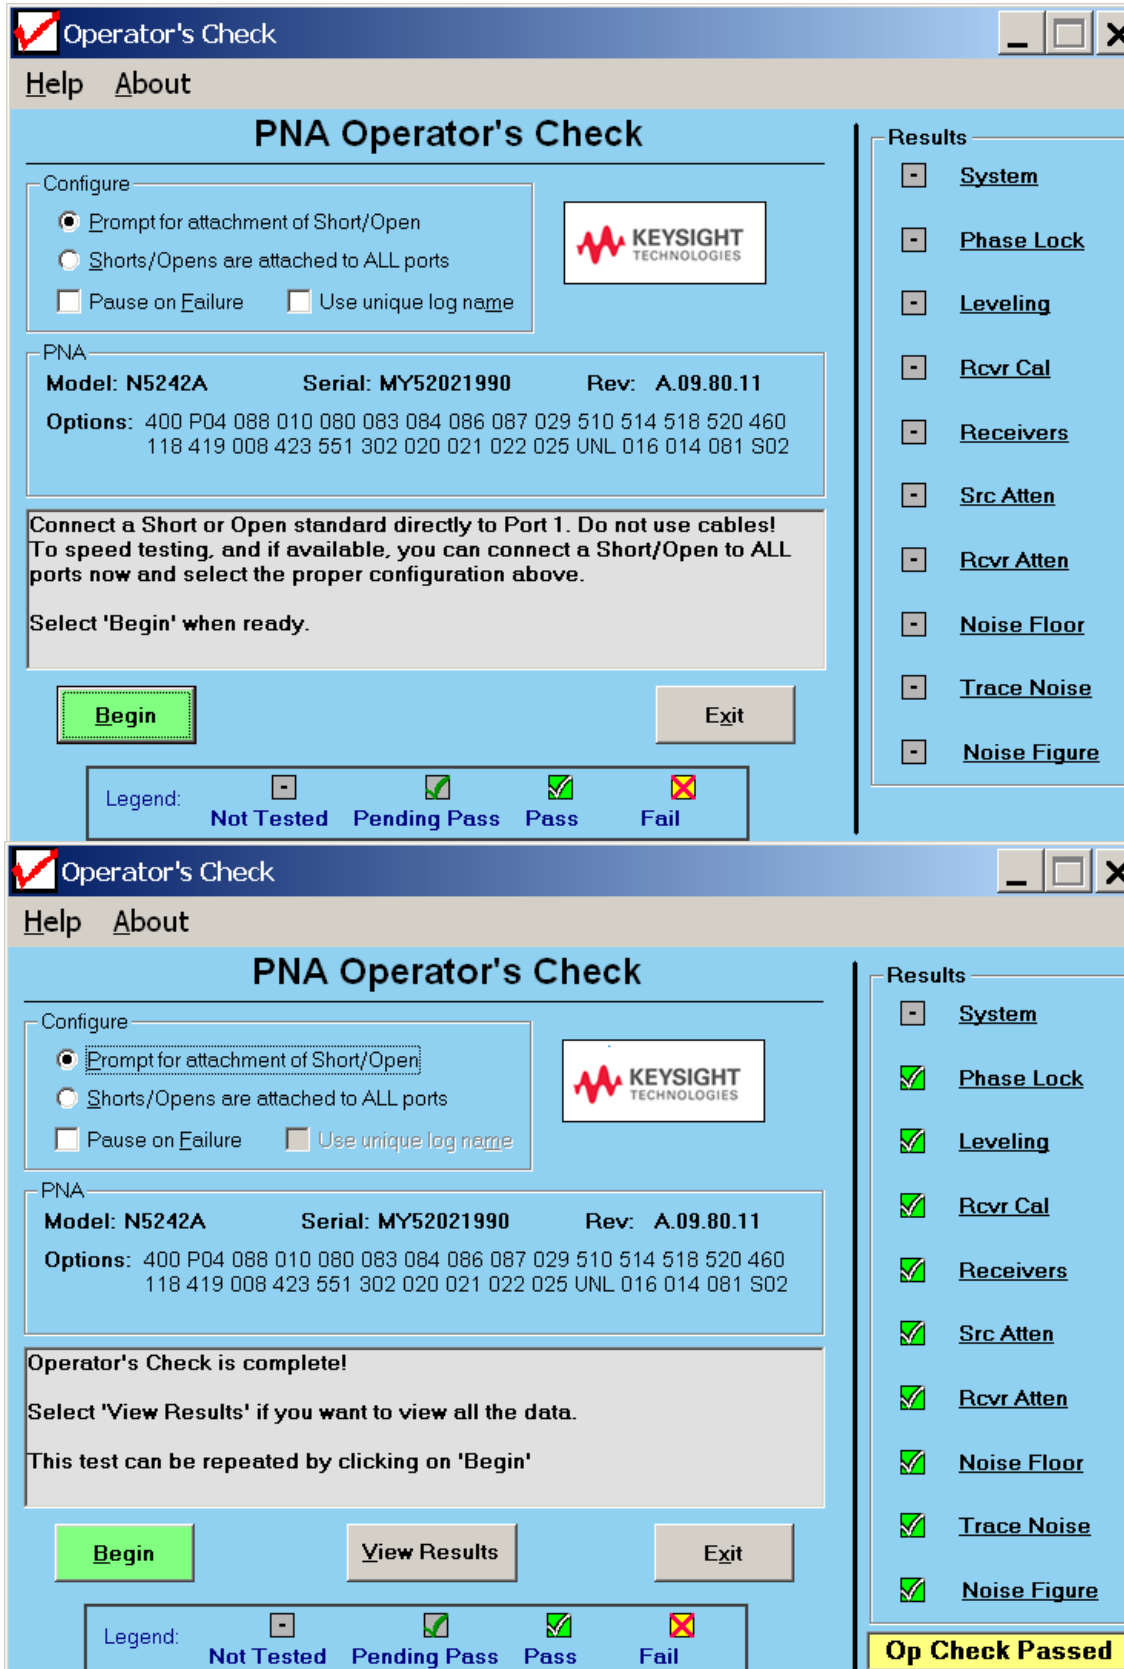 Operator's Check
Help About
PNA Operator's Check
Configure
Prompt for attachment of Short/Open
Shorts/Opens are attached to ALL ports
Pause on Failure Use unique log name
KEYSIGHT
TECHNOLOGIES
PNA
Model: N5242A Serial: MY52021990 Rev: A.09.80.11
Options: 400 P04 088 010 080 083 084 086 087 029 510 514 518 520 460
118 419 008 423 551 302 020 021 022 025 UNL 016 014 081 S02
Connect a Short or Open standard directly to Port 1. Do not use cables!
To speed testing, and if available, you can connect a Short/Open to ALL
ports now and select the proper configuration above.
Select 'Begin' when ready.
Begin Exit
Legend: Not Tested Pending Pass Pass Fail
Results
System
Phase Lock
Leveling
Rcvr Cal
Receivers
Src Atten
Rcvr Atten
Noise Floor
Trace Noise
Noise Figure
Operator's Check
Help About
PNA Operator's Check
Configure
Prompt for attachment of Short/Open
Shorts/Opens are attached to ALL ports
Pause on Failure Use unique log name
KEYSIGHT
TECHNOLOGIES
PNA
Model: N5242A Serial: MY52021990 Rev: A.09.80.11
Options: 400 P04 088 010 080 083 084 086 087 029 510 514 518 520 460
118 419 008 423 551 302 020 021 022 025 UNL 016 014 081 S02
Operator's Check is complete!
Select 'View Results' if you want to view all the data.
This test can be repeated by clicking on 'Begin'
Begin View Results Exit
Legend: Not Tested Pending Pass Pass Fail
Results
System
Phase Lock
Leveling
Rcvr Cal
Receivers
Src Atten
Rcvr Atten
Noise Floor
Trace Noise
Noise Figure
Op Check Passed